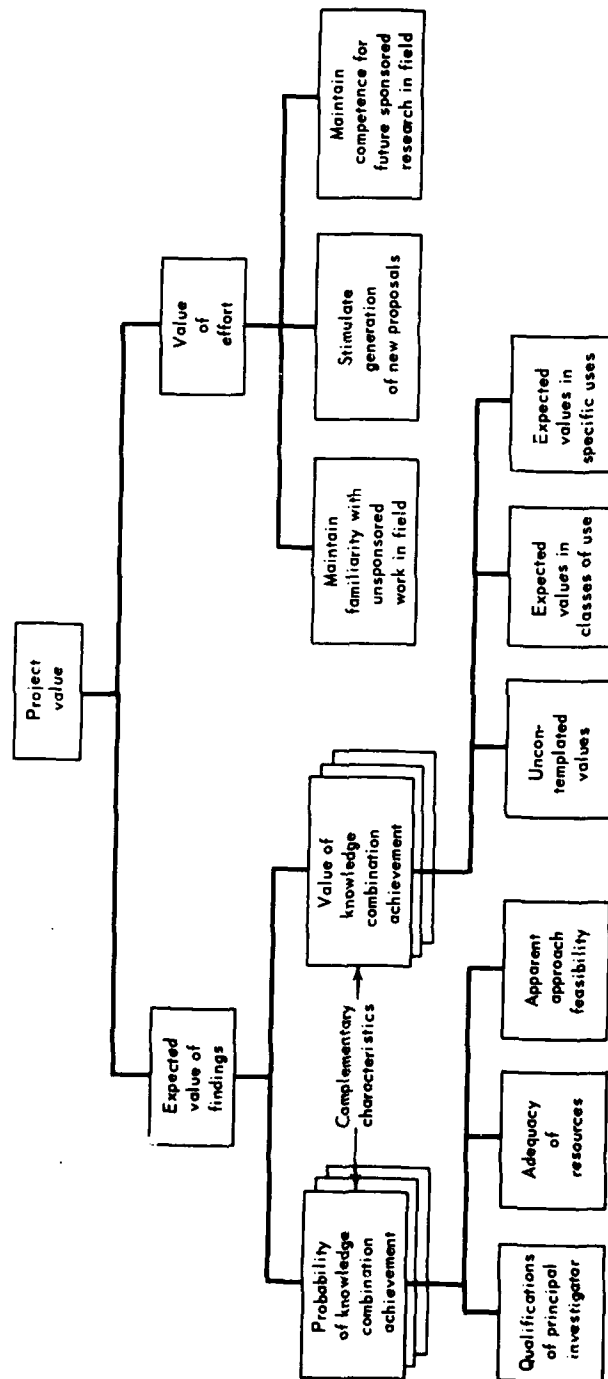 Project
value
Expected
value of
findings
Value
of
effort
Probability
of knowledge
combination
achievement
Complementary
characteristics
Value of
knowledge
combination
achievement
Maintain
familiarity with
unsponsored
work in field
Stimulate
generation
of new proposals
Maintain
competence for
future sponsored
research in field
Qualifications
of principal
investigator
Adequacy
of
resources
Apparent
approach
feasibility
Uncon-
templated
values
Expected
values in
classes of use
Expected
values in
specific uses